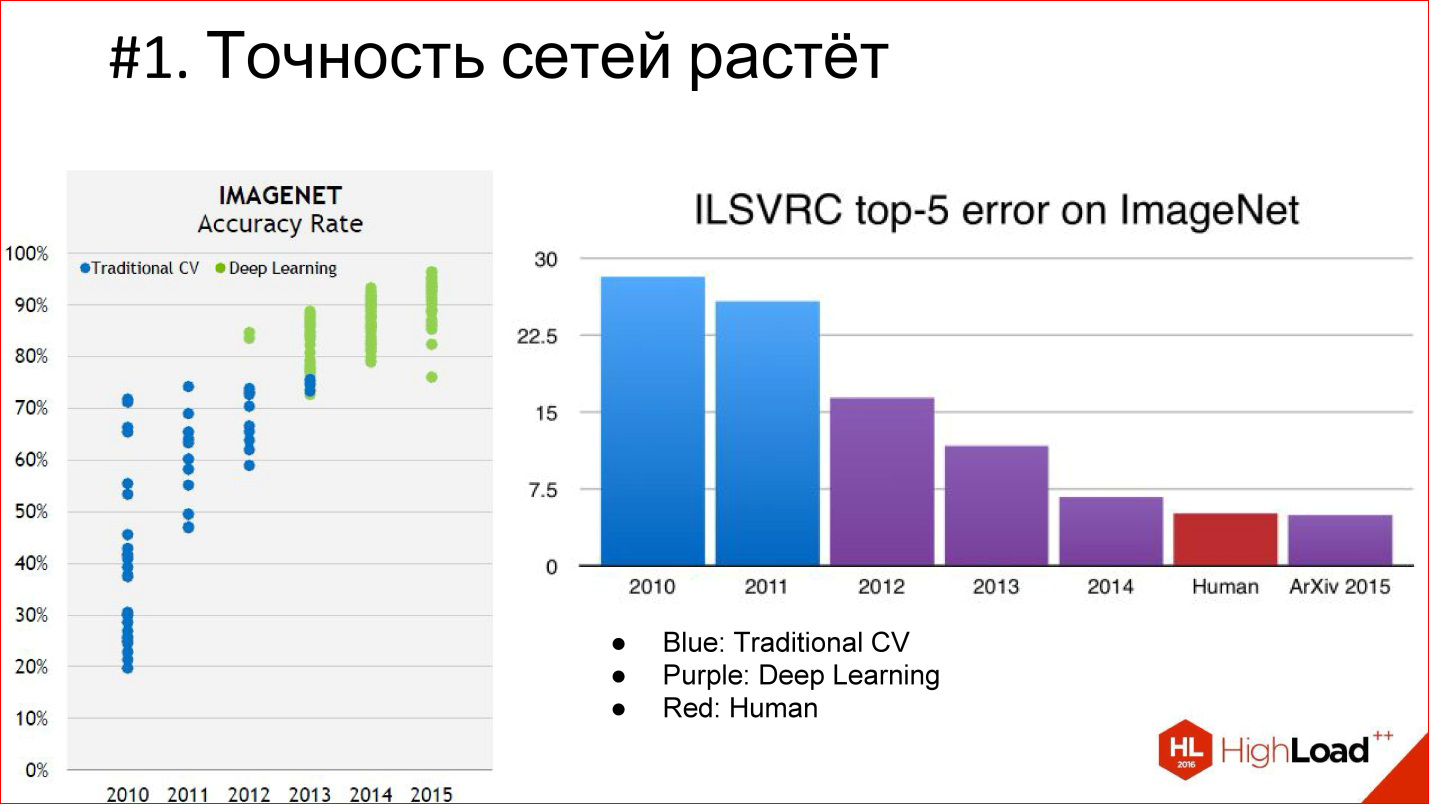 #1. Точность сетей растёт
IMAGENET
Accuracy Rate
100%
Traditional CV
Deep Learning
90%
80%
70%
60%
50%
40%
30%
20%
10%
0%
2010 2011 2012 2013 2014 2015
ILSVRC top-5 error on ImageNet
30
22.5
15
7.5
0
2010 2011 2012 2013 2014 Human ArXiv 2015
● Blue: Traditional CV
● Purple: Deep Learning
● Red: Human
HL
2016
HighLoad++